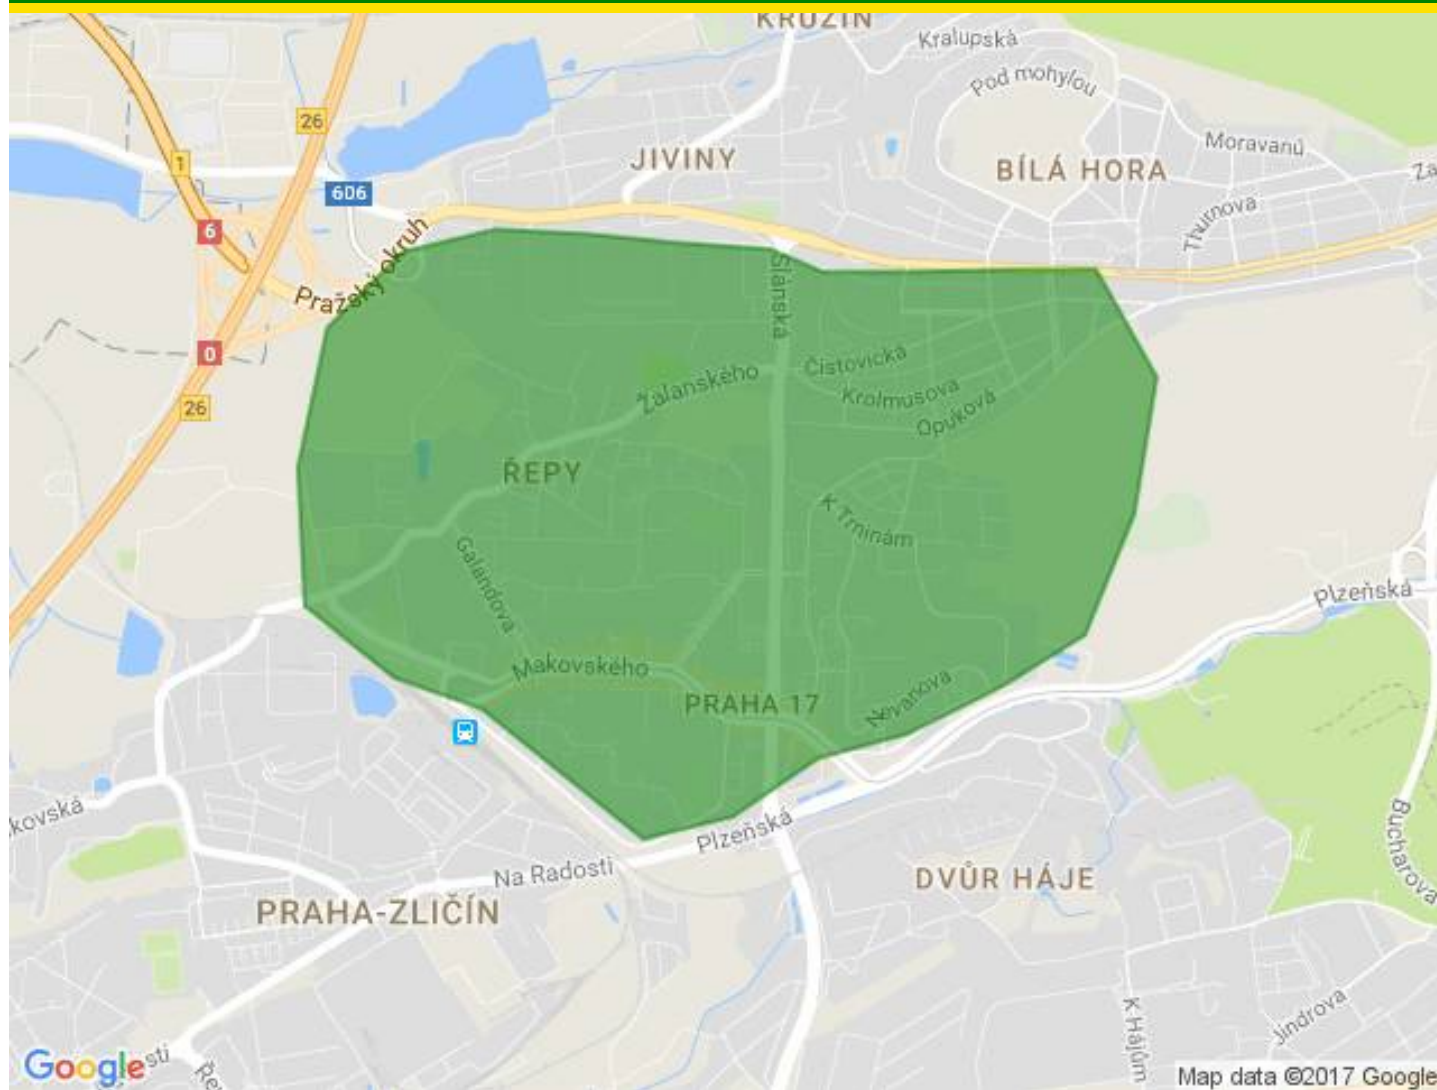 KRUZIN
Kralupská
Pod mohylou
26
Moravanů
JIVINY
1
BÍLÁ HORA
606
Thurnova
6
Pražský okruh
Slánská
0
Čistovická
Žalanského
Krolmusova
26
Opuková
ŘEPY
K Trninám
Galandova
Plzeňská
Makovského
Nevanova
PRAHA 17
kovská
Plzeňská
Bucharova
Na Radosti
DVŮR HÁJE
PRAHA-ZLIČÍN
K Hájům
Jindrova
Google
sti
Map data ©2017 Google